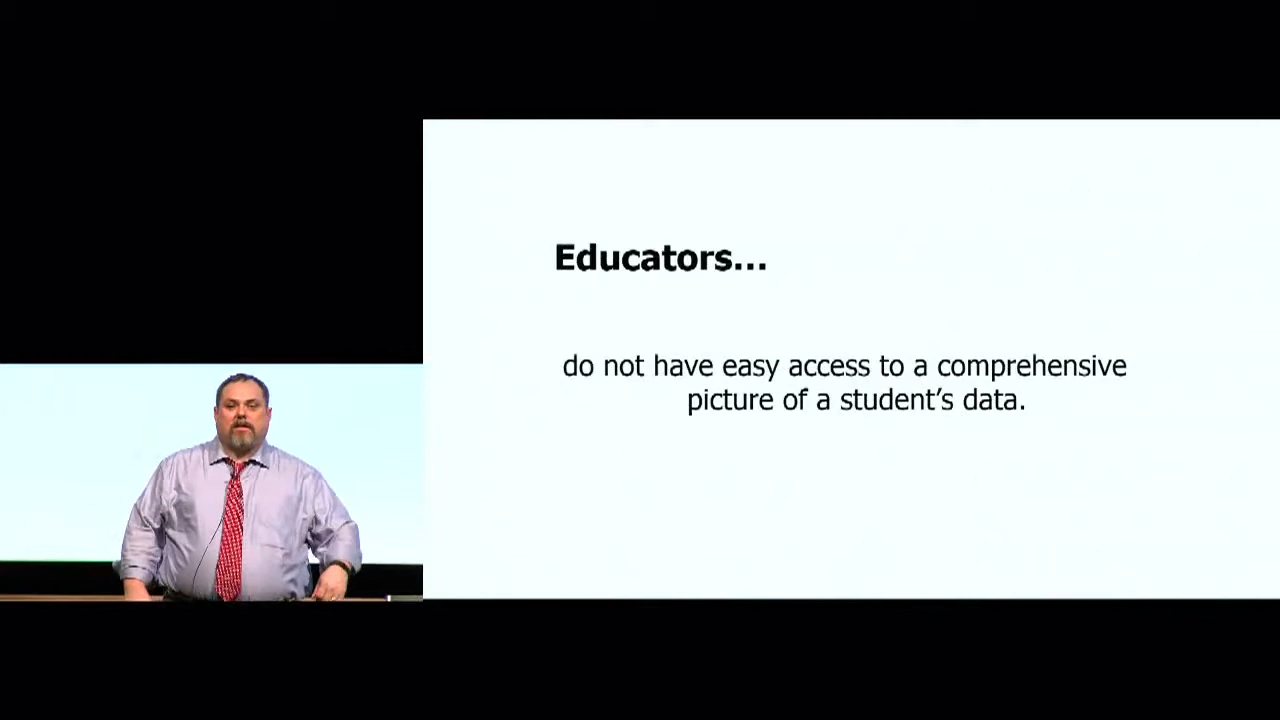 Educators...
do not have easy access to a comprehensive
picture of a student’s data.